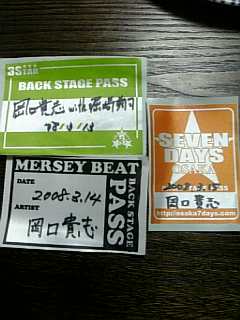 3STAR
BACK STAGE PASS
岡口貴志
MERSEY BEAT
BACK STAGE
PASS
DATE
2008.3.14
ARTIST
岡口貴志
SEVEN
DAYS
OSAKA
2008.3.15
岡口貴志
http://osaka7days.com